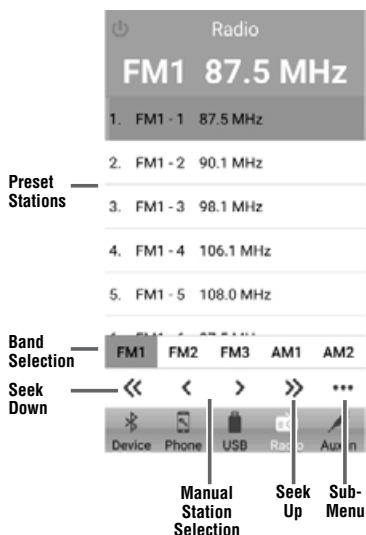 Radio
FM1 87.5 MHz
1. FM1 - 1 87.5 MHz
2. FM1 - 2 90.1 MHz
3. FM1 - 3 98.1 MHz
4. FM1 - 4 106.1 MHz
5. FM1 - 5 108.0 MHz
FM1 FM2 FM3 AM1 AM2
Device Phone USB Radio Aux-in
Preset
Stations
Band
Selection
Seek
Down
Manual
Station
Selection
Seek
Up
Sub-
Menu